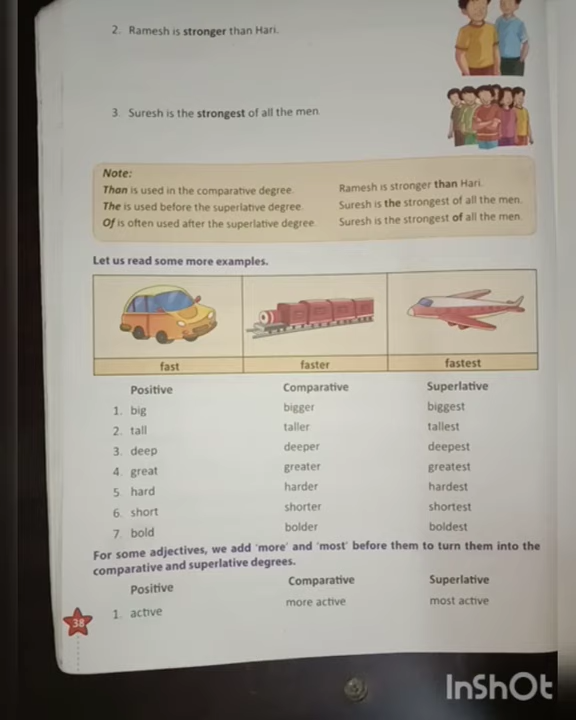 2. Ramesh is stronger than Hari.
3. Suresh is the strongest of all the men
Note:
Than is used in the comparative degree. Ramesh is stronger than Hari.
The is used before the superlative degree. Suresh is the strongest of all the men.
Of is often used after the superlative degree Suresh is the strongest of all the men.
Let us read some more examples.
fast faster fastest
Positive Comparative Superlative
1. big bigger biggest
2. tall taller tallest
3. deep deeper deepest
4. great greater greatest
5. hard harder hardest
6. short shorter shortest
7. bold bolder boldest
For some adjectives, we add 'more' and 'most' before them to turn them into the
comparative and superlative degrees.
Positive Comparative Superlative
1. active more active most active
38
InShOt